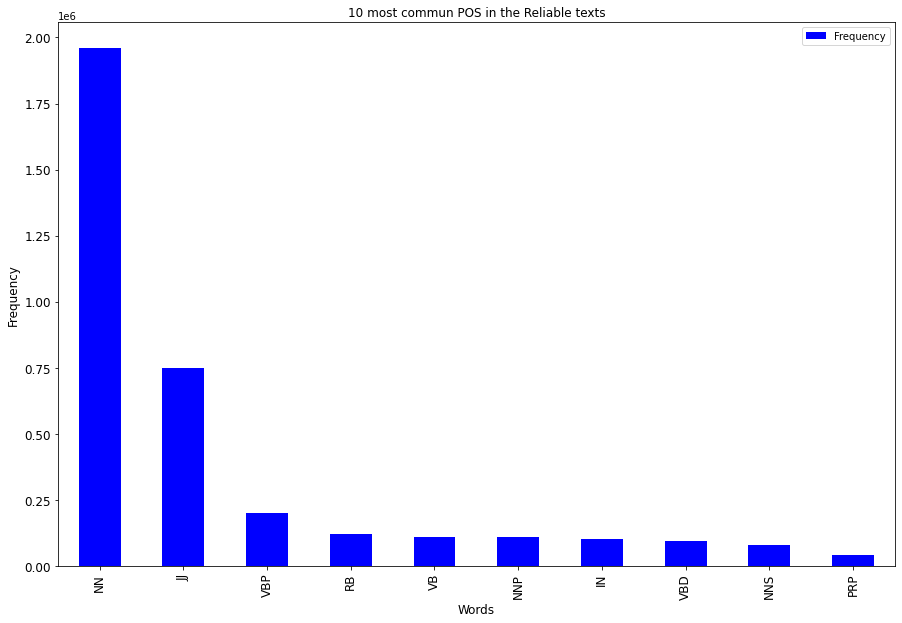 10 most commun POS in the Reliable texts
1e6
Frequency
2.00
1.75
1.50
1.25
1.00
0.75
0.50
0.25
0.00
Frequency
NN
JJ
VBP
RB
VB
NNP
IN
VBD
NNS
PRP
Words